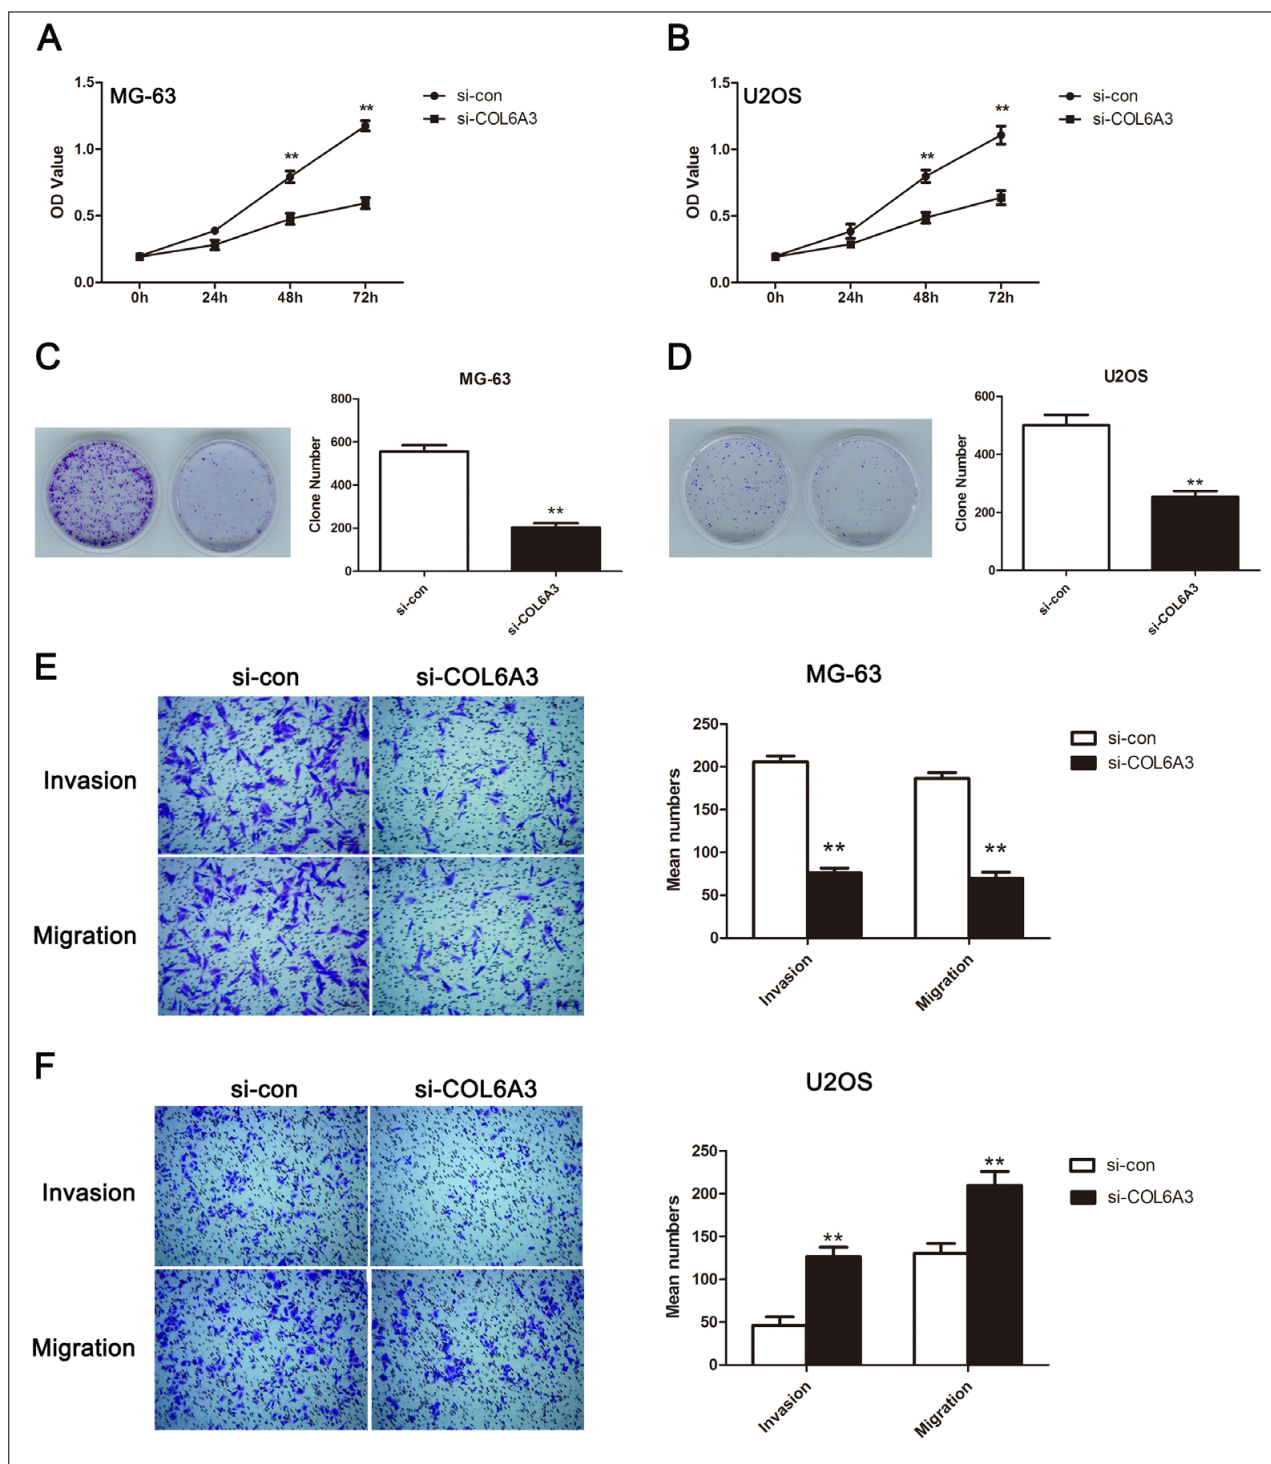 A
MG-63
si-con
si-COL6A3
OD Value
1.5
1.0
0.5
0.0
**
**
0h 24h 48h 72h
B
U2OS
si-con
si-COL6A3
OD Value
1.5
1.0
0.5
0.0
**
**
0h 24h 48h 72h
C
MG-63
Clone Number
800
600
400
200
0
**
si-con
si-COL6A3
D
U2OS
Clone Number
600
400
200
0
**
si-con
si-COL6A3
E
si-con si-COL6A3
Invasion
Migration
MG-63
Mean numbers
250
200
150
100
50
0
** **
Invasion
Migration
si-con
si-COL6A3
F
si-con si-COL6A3
Invasion
Migration
U2OS
Mean numbers
250
200
150
100
50
0
** **
Invasion
Migration
si-con
si-COL6A3